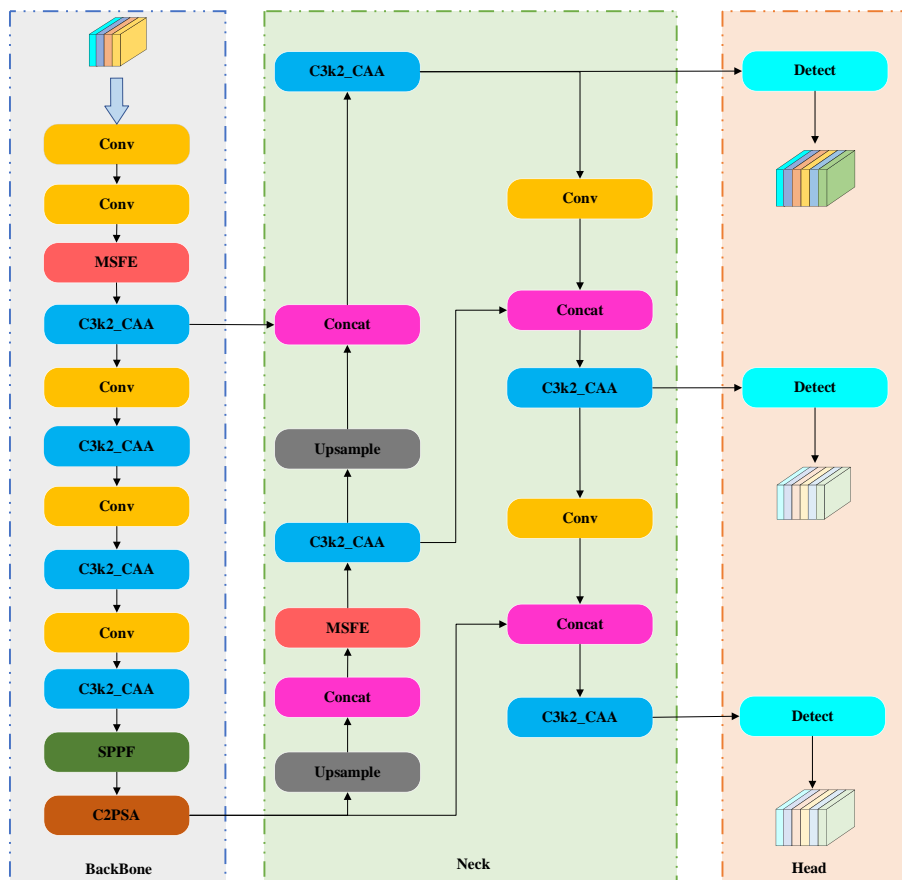 Conv
Conv
MSFE
C3k2_CAA
Conv
C3k2_CAA
Conv
C3k2_CAA
Conv
C3k2_CAA
SPPF
C2PSA
BackBone
C3k2_CAA
Concat
Upsample
C3k2_CAA
MSFE
Concat
Upsample
Conv
Concat
C3k2_CAA
Conv
Concat
C3k2_CAA
Neck
Detect
Detect
Detect
Head